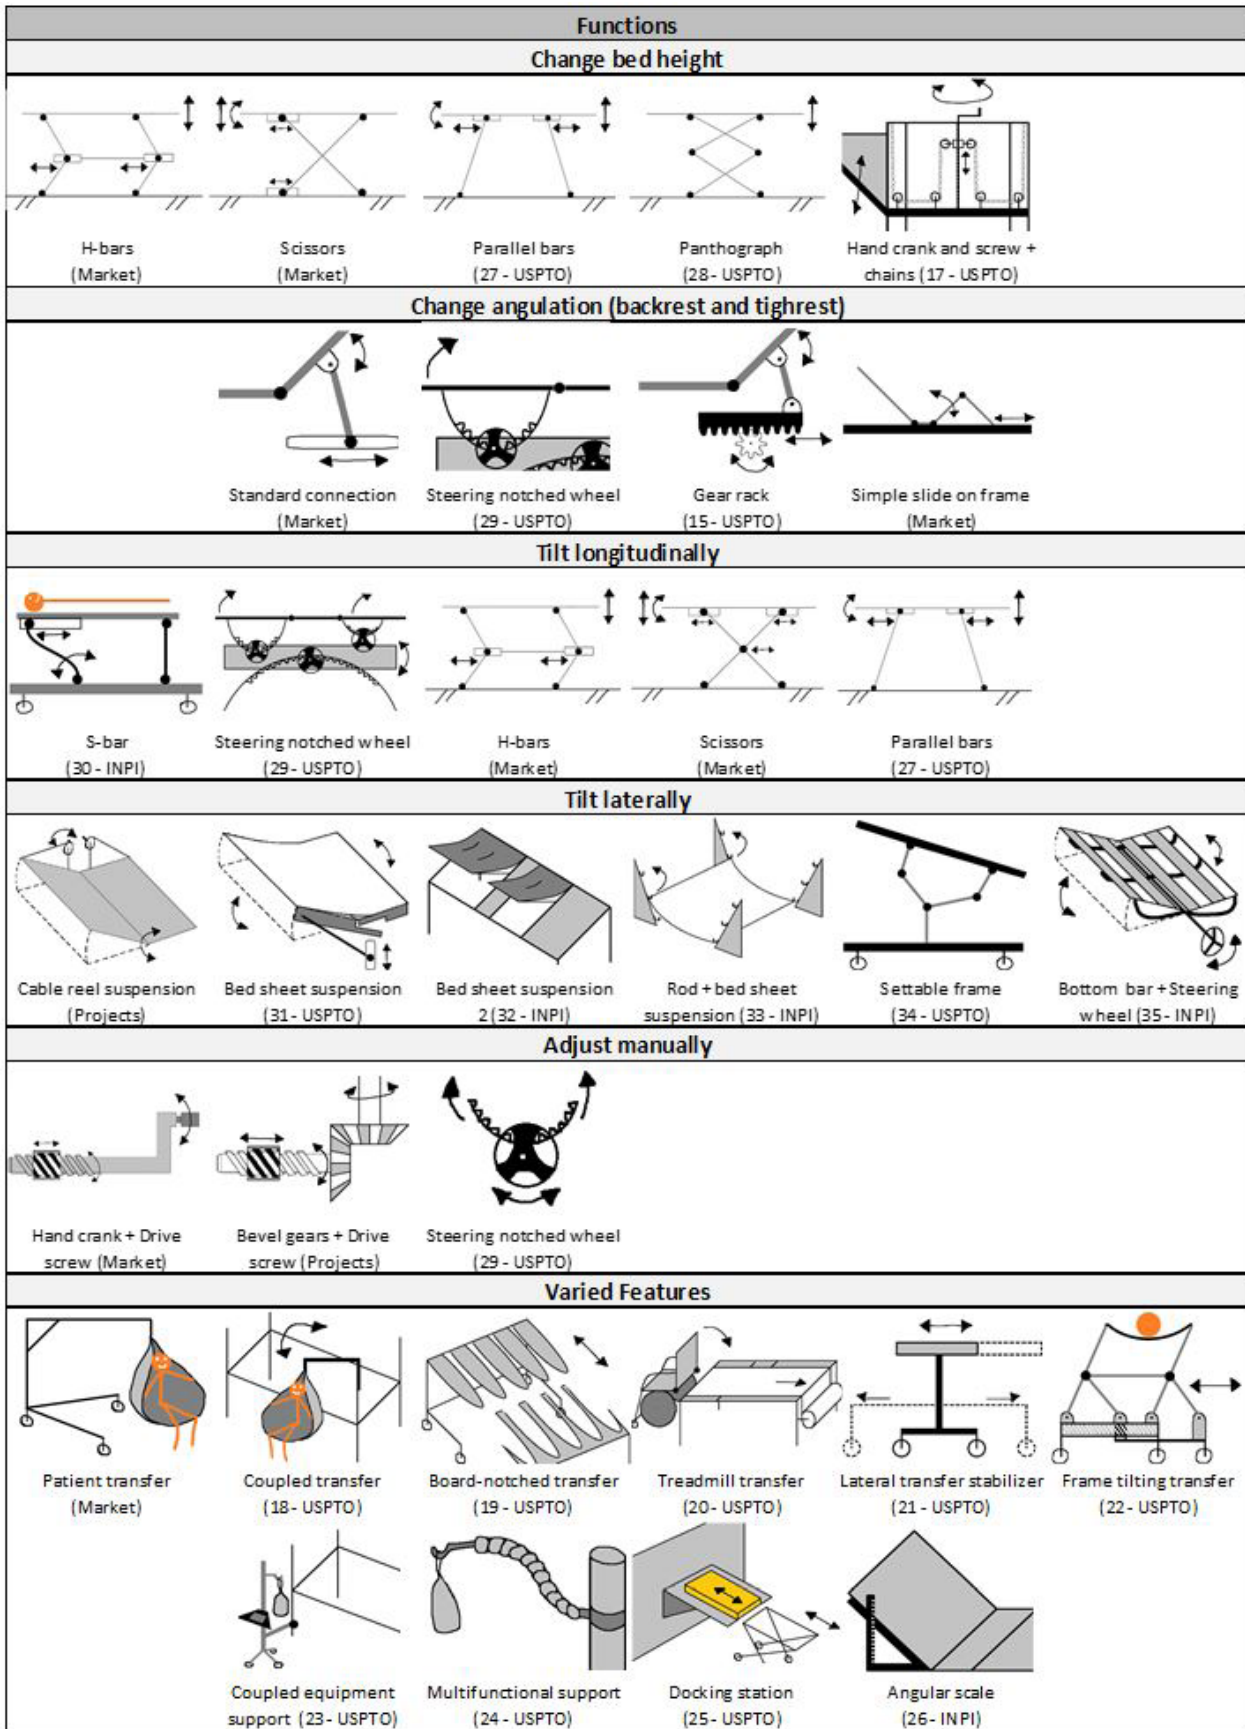 Functions
Change bed height
H-bars Scissors Parallel bars Panthograph Hand crank and screw +
(Market) (Market) (27 - USPTO) (28 - USPTO) chains (17 - USPTO)
Change angulation (backrest and tighrest)
Standard connection Steering notched wheel Gear rack Simple slide on frame
(Market) (29 - USPTO) (15 - USPTO) (Market)
Tilt longitudinally
S-bar Steering notched wheel H-bars Scissors Parallel bars
(30 - INPI) (29 - USPTO) (Market) (Market) (27 - USPTO)
Tilt laterally
Cable reel suspension Bed sheet suspension Bed sheet suspension Rod + bed sheet Settable frame Bottom bar + Steering
(Projects) (31 - USPTO) 2 (32 - INPI) suspension (33 - INPI) (34 - USPTO) wheel (35 - INPI)
Adjust manually
Hand crank + Drive Bevel gears + Drive Steering notched wheel
screw (Market) screw (Projects) (29 - USPTO)
Varied Features
Patient transfer Coupled transfer Board-notched transfer Treadmill transfer Lateral transfer stabilizer Frame tilting transfer
(Market) (18 - USPTO) (19 - USPTO) (20 - USPTO) (21 - USPTO) (22 - USPTO)
Coupled equipment Multifunctional support Docking station Angular scale
support (23 - USPTO) (24 - USPTO) (25 - USPTO) (26 - INPI)